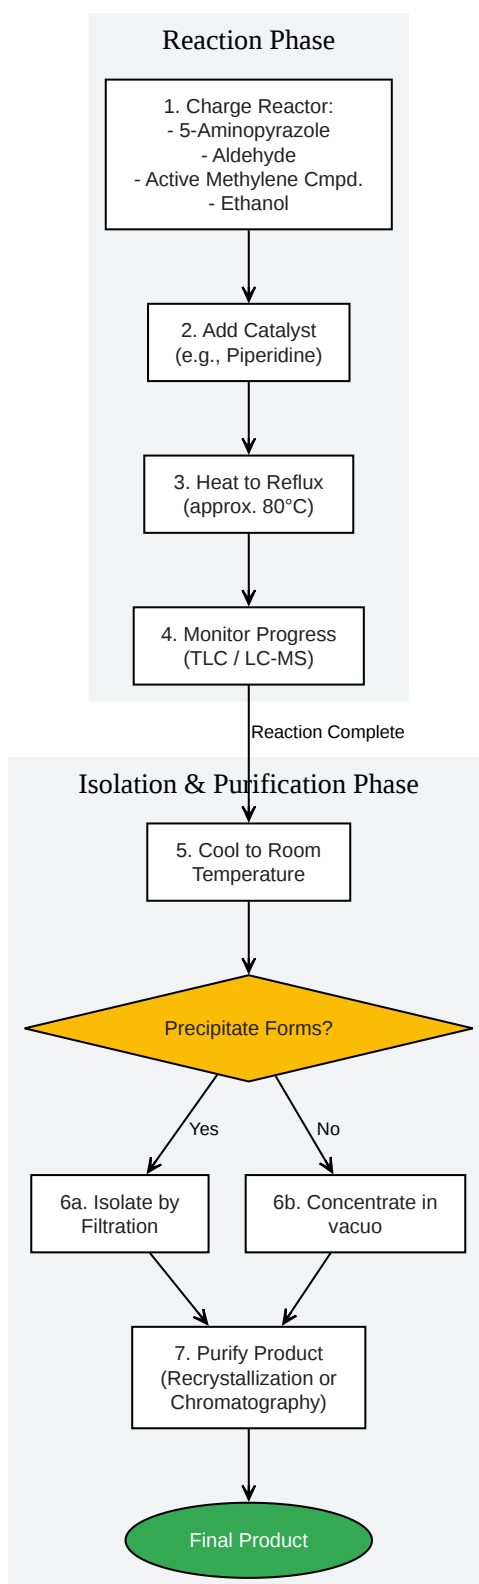 Reaction Phase
1. Charge Reactor:
- 5-Aminopyrazole
- Aldehyde
- Active Methylene Cmpd.
- Ethanol
2. Add Catalyst
(e.g., Piperidine)
3. Heat to Reflux
(approx. 80°C)
4. Monitor Progress
(TLC / LC-MS)
Reaction Complete
Isolation & Purification Phase
5. Cool to Room
Temperature
Precipitate Forms?
Yes
No
6a. Isolate by
Filtration
6b. Concentrate in
vacuo
7. Purify Product
(Recrystallization or
Chromatography)
Final Product